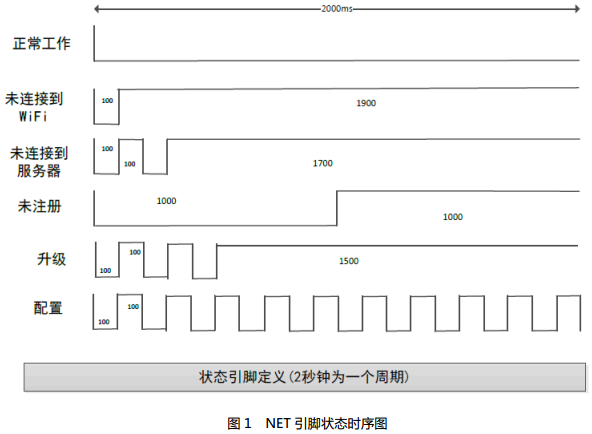 2000ms
正常工作
未连接到
WiFi
100
1900
未连接到
服务器
100
100
1700
未注册
1000
1000
升级
100
100
1500
配置
100
100
状态引脚定义(2秒钟为一个周期)
图 1 NET 引脚状态时序图